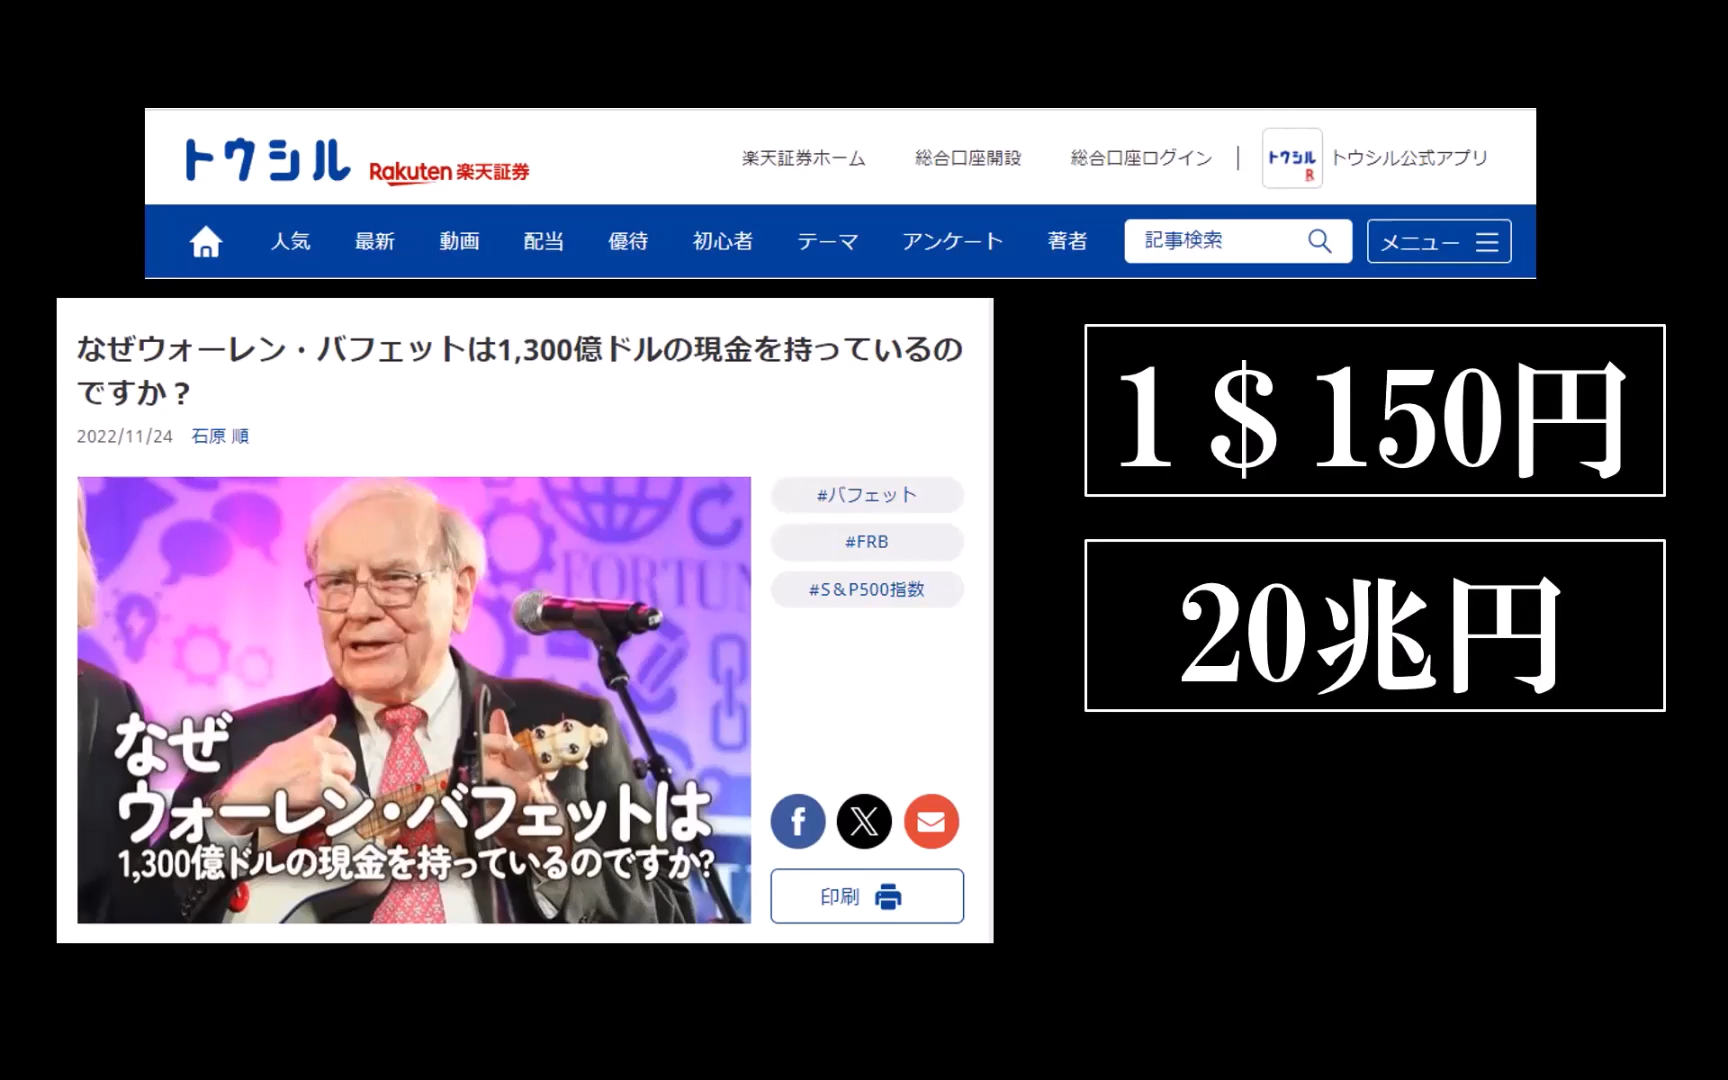 トウシル Rakuten 楽天証券
楽天証券ホーム 総合口座開設 総合口座ログイン トウシル R トウシル公式アプリ
人気 最新 動画 配当 優待 初心者 テーマ アンケート 著者 記事検索 メニュー
なぜウォーレン・バフェットは1,300億ドルの現金を持っているの
ですか？
2022/11/24 石原 順
#バフェット
#FRB
#S＆P500指数
FORTUN
なぜ
ウォーレン・バフェットは
1,300億ドルの現金を持っているのですか?
印刷
1＄150円
20兆円